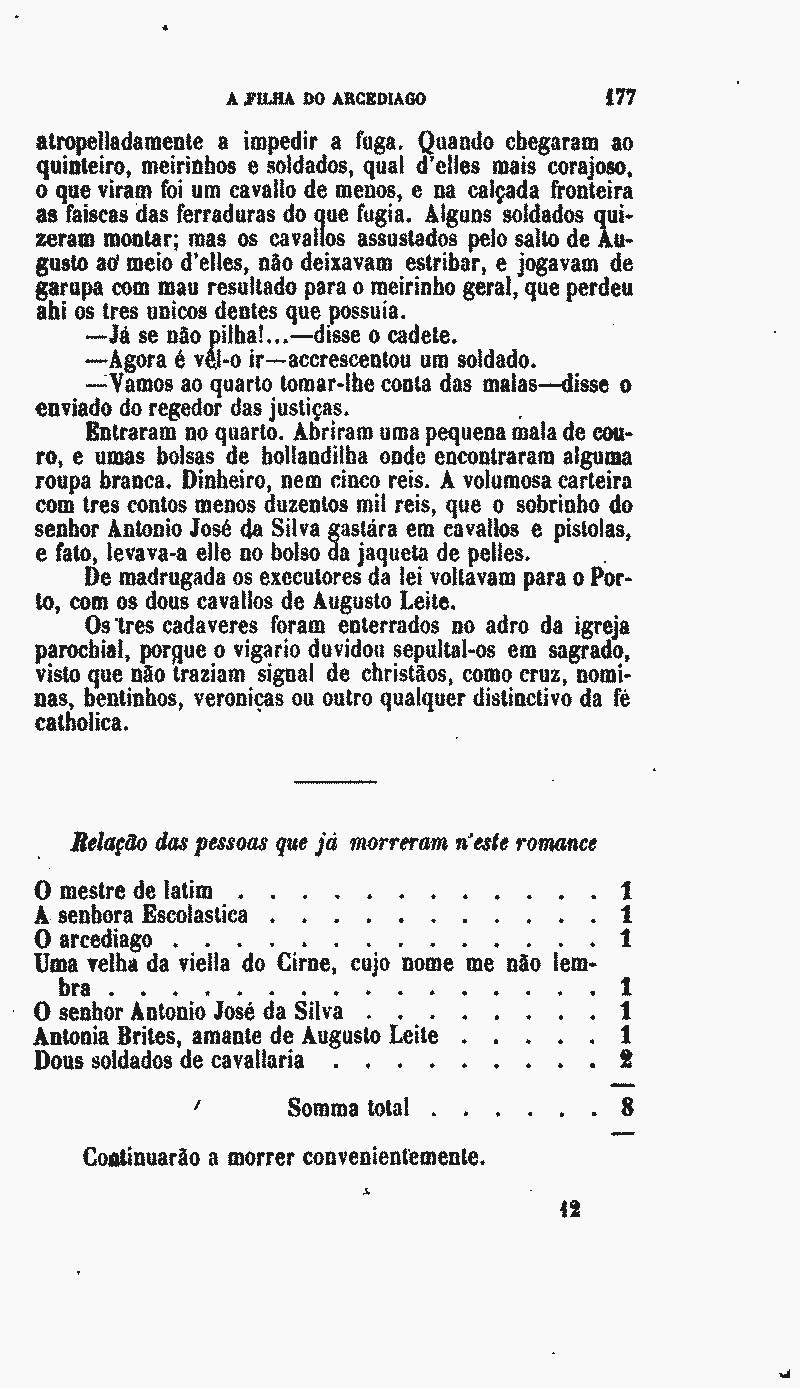 A FILHA DO ARCEDIAGO 177
atropelladamente a impedir a fuga. Quando chegaram ao
quinteiro, meirinhos e soldados, qual d'elles mais corajoso,
o que viram foi um cavallo de menos, e na calçada fronteira
as faiscas das ferraduras do que fugia. Alguns soldados qui-
zeram montar; mas os cavallos assustados pelo salto de Au-
gusto ao meio d'elles, não deixavam estribar, e jogavam de
garupa com mau resultado para o meirinho geral, que perdeu
ahi os tres unicos dentes que possuia.
—Já se não pilha!...—disse o cadete.
—Agora é vêl-o ir—accrescentou um soldado.
—Vamos ao quarto tomar-lhe conta das malas—disse o
enviado do regedor das justiças.
Entraram no quarto. Abriram uma pequena mala de cou-
ro, e umas bolsas de hollandilha onde encontraram alguma
roupa branca. Dinheiro, nem cinco reis. A volumosa carteira
com tres contos menos duzentos mil reis, que o sobrinho do
senhor Antonio José da Silva gastára em cavallos e pistolas,
e fato, levava-a elle no bolso da jaqueta de pelles.
De madrugada os executores da lei voltavam para o Por-
to, com os dous cavallos de Augusto Leite.
Os tres cadaveres foram enterrados no adro da igreja
parochial, porque o vigario duvidou sepultal-os em sagrado,
visto que não traziam signal de christãos, como cruz, nomi-
nas, bentinhos, veronicas ou outro qualquer distinctivo da fé
catholica.
Relação das pessoas que já morreram n'este romance
O mestre de latim . . . . . . . . . . . . 1
A senhora Escolastica . . . . . . . . . . . 1
O arcediago . . . . . . . . . . . . . . 1
Uma velha da viella do Cirne, cujo nome me não lem-
bra . . . . . . . . . . . . . . . . 1
O senhor Antonio José da Silva . . . . . . . . 1
Antonia Brites, amante de Augusto Leite . . . . . 1
Dous soldados de cavallaria . . . . . . . . . 2
Somma total . . . . . . 8
Continuarão a morrer convenientemente.
12